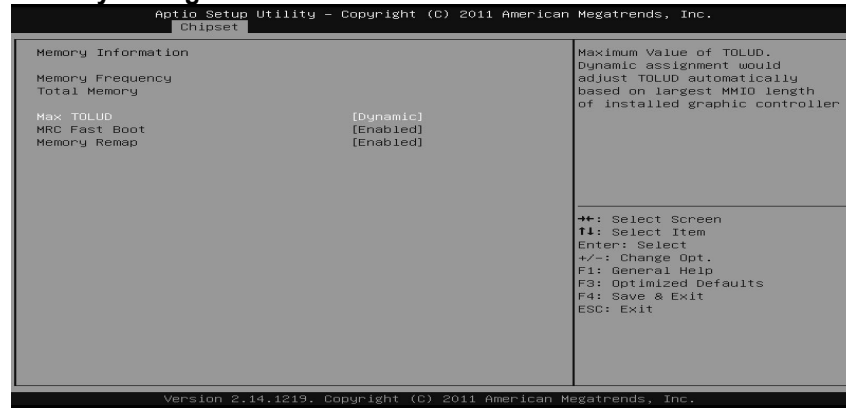 Aptio Setup Utility – Copyright (C) 2011 American Megatrends, Inc.
Chipset
Memory Information
Memory Frequency
Total Memory
Max TOLUD [Dynamic]
MRC Fast Boot [Enabled]
Memory Remap [Enabled]
Maximum Value of TOLUD.
Dynamic assignment would
adjust TOLUD automatically
based on largest MMIO length
of installed graphic controller
→←: Select Screen
↑↓: Select Item
Enter: Select
+/-: Change Opt.
F1: General Help
F3: Optimized Defaults
F4: Save & Exit
ESC: Exit
Version 2.14.1219. Copyright (C) 2011 American Megatrends, Inc.